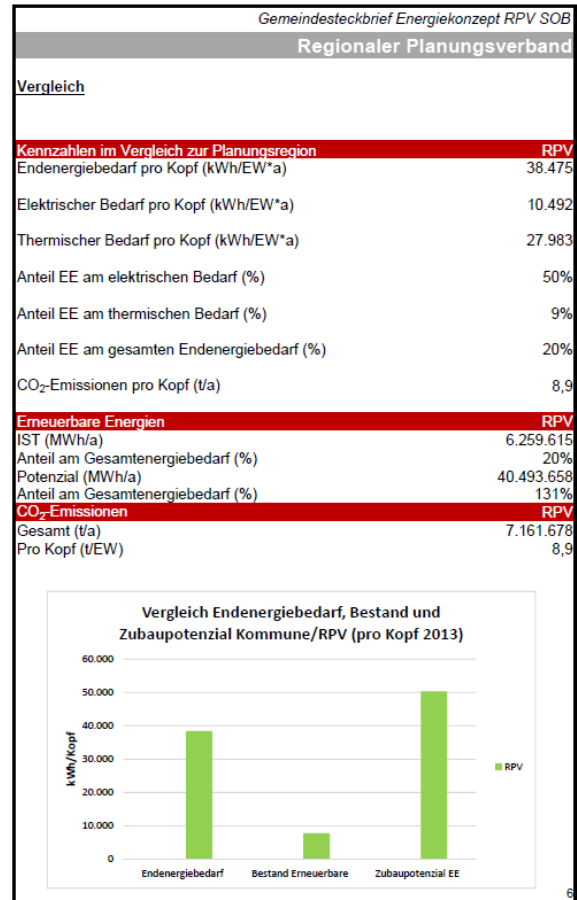 Gemeindesteckbrief Energiekonzept RPV SOB
Regionaler Planungsverband
Vergleich
Kennzahlen im Vergleich zur Planungsregion RPV
Endenergiebedarf pro Kopf (kWh/EW*a) 38.475
Elektrischer Bedarf pro Kopf (kWh/EW*a) 10.492
Thermischer Bedarf pro Kopf (kWh/EW*a) 27.983
Anteil EE am elektrischen Bedarf (%) 50%
Anteil EE am thermischen Bedarf (%) 9%
Anteil EE am gesamten Endenergiebedarf (%) 20%
CO₂-Emissionen pro Kopf (t/a) 8,9
Erneuerbare Energien RPV
IST (MWh/a) 6.259.615
Anteil am Gesamtenergiebedarf (%) 20%
Potenzial (MWh/a) 40.493.658
Anteil am Gesamtenergiebedarf (%) 131%
CO₂-Emissionen RPV
Gesamt (t/a) 7.161.678
Pro Kopf (t/EW) 8,9
Vergleich Endenergiebedarf, Bestand und
Zubaupotenzial Kommune/RPV (pro Kopf 2013)
60.000
50.000
40.000
30.000
20.000
10.000
0
kWh/Kopf
Endenergiebedarf Bestand Erneuerbare Zubaupotenzial EE
RPV
6